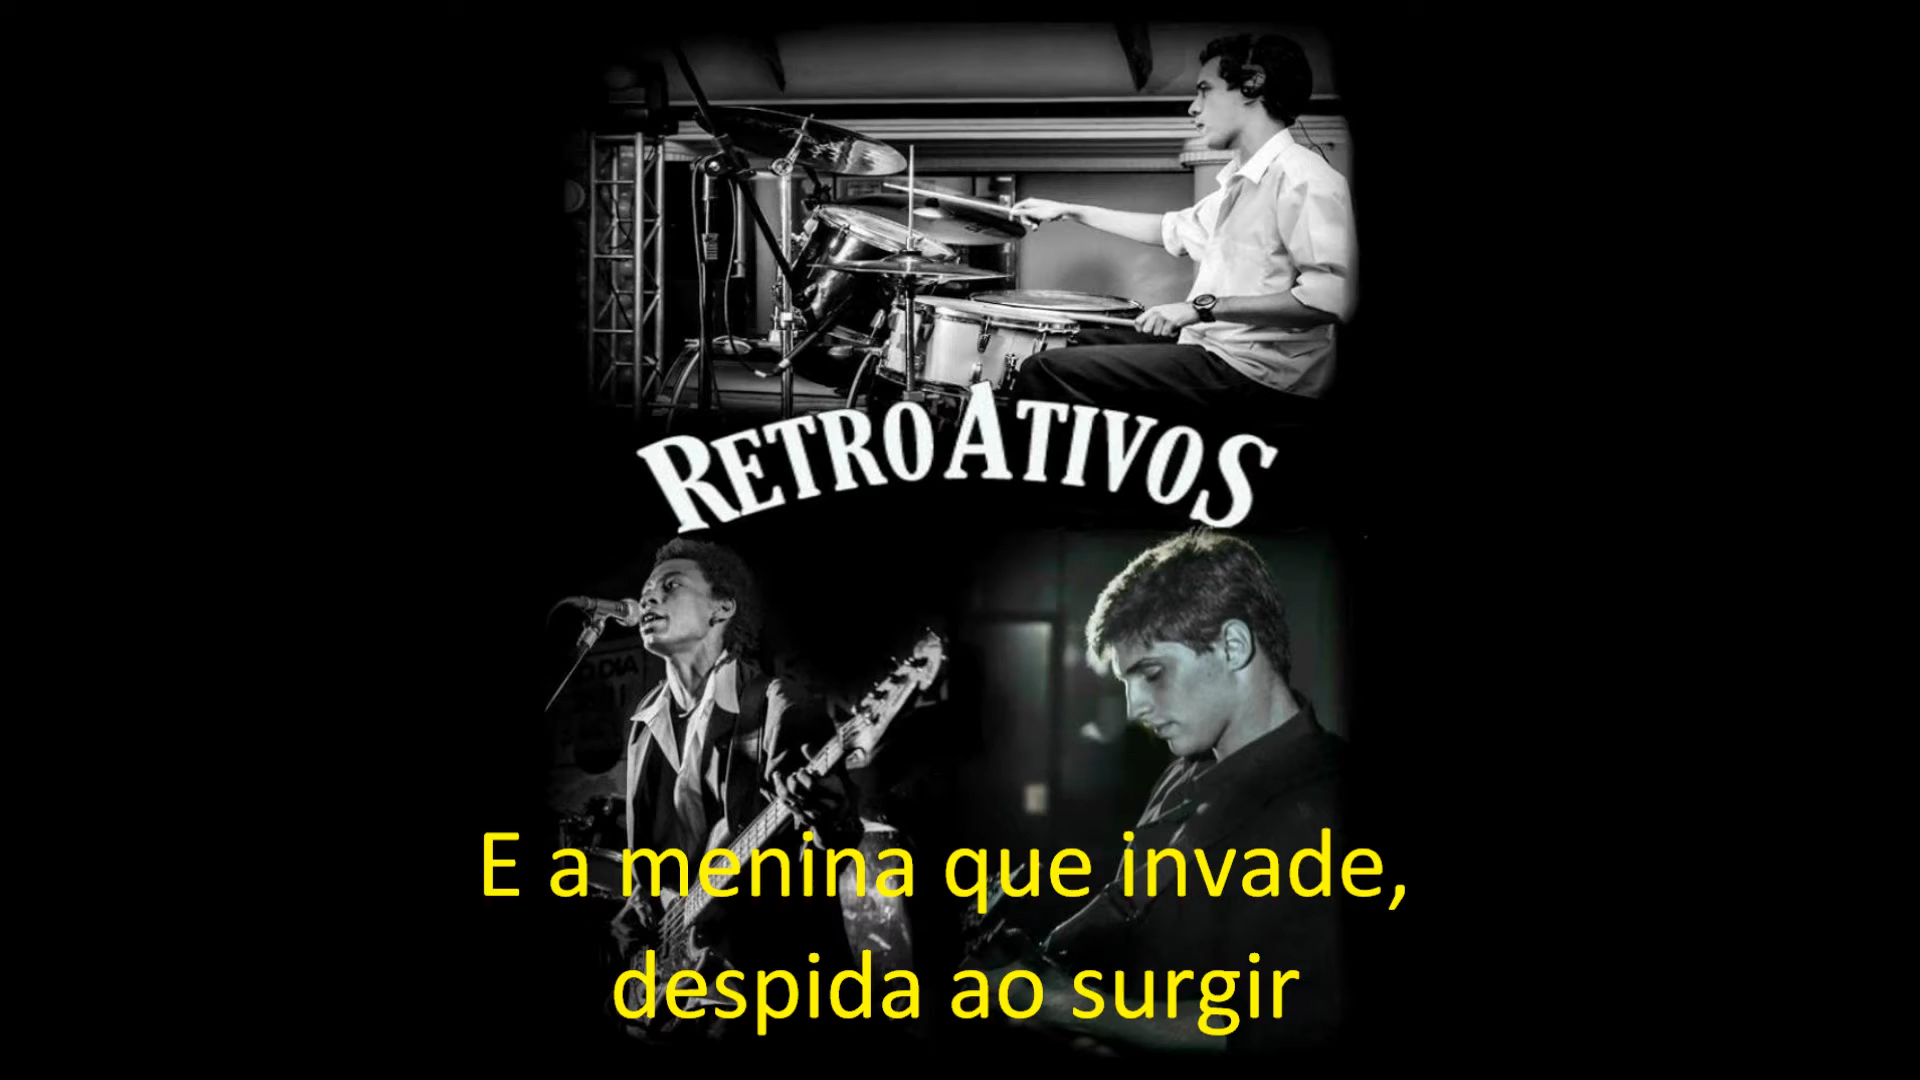 RETROATIVOS
E a menina que invade,
despida ao surgir